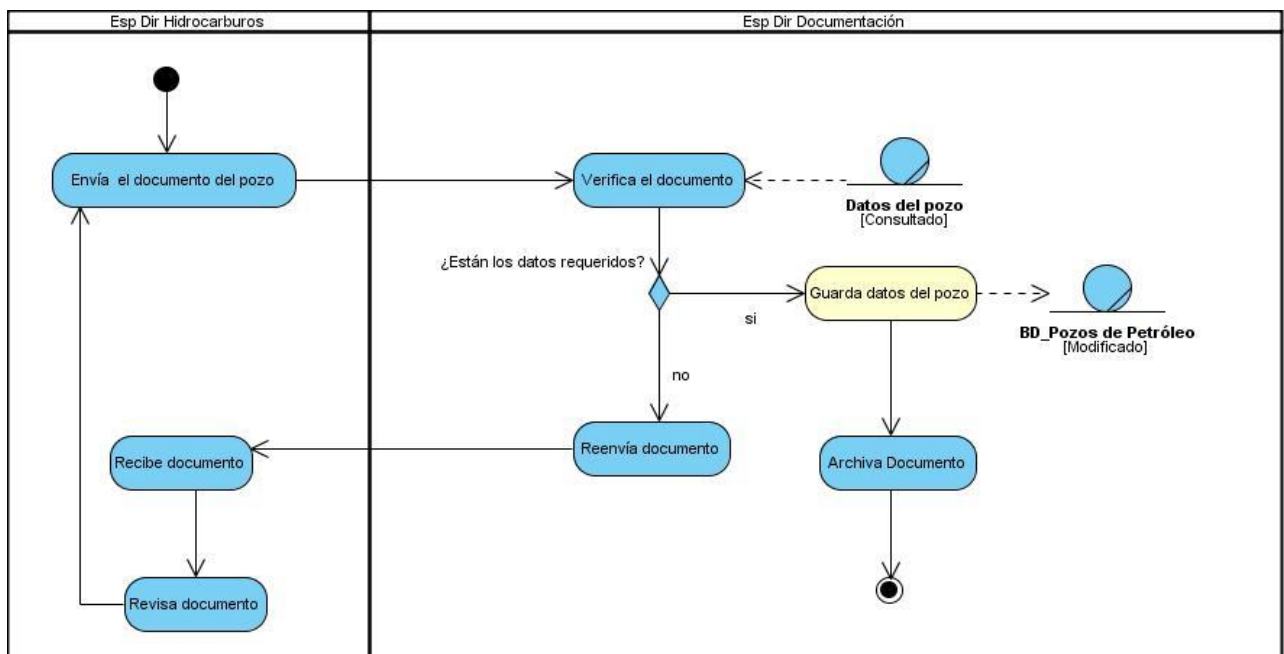 Esp Dir Hidrocarburos
Esp Dir Documentación
Envía el documento del pozo
Verifica el documento
Datos del pozo
[Consultado]
¿Están los datos requeridos?
si
Guarda datos del pozo
BD_Pozos de Petróleo
[Modificado]
no
Recibe documento
Reenvía documento
Archiva Documento
Revisa documento